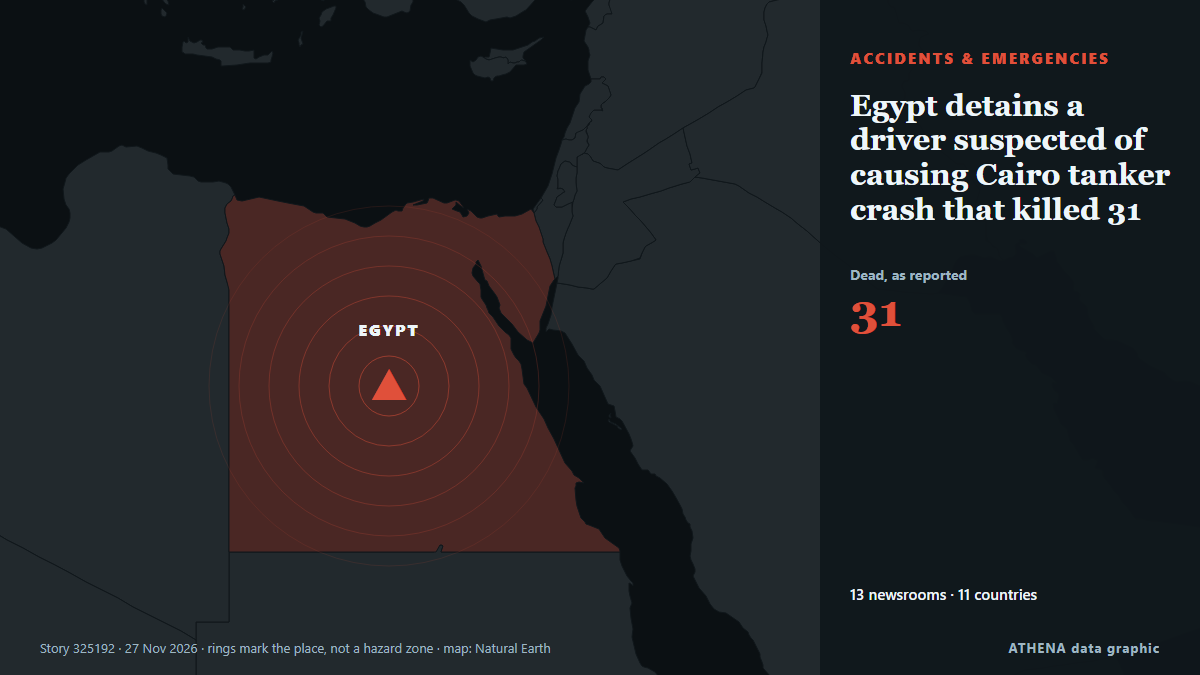 ACCIDENTS & EMERGENCIES
Egypt detains a
driver suspected of
causing Cairo tanker
crash that killed 31
Dead, as reported
31
EGYPT
13 newsrooms · 11 countries
Story 325192 · 27 Nov 2026 · rings mark the place, not a hazard zone · map: Natural Earth
ATHENA data graphic